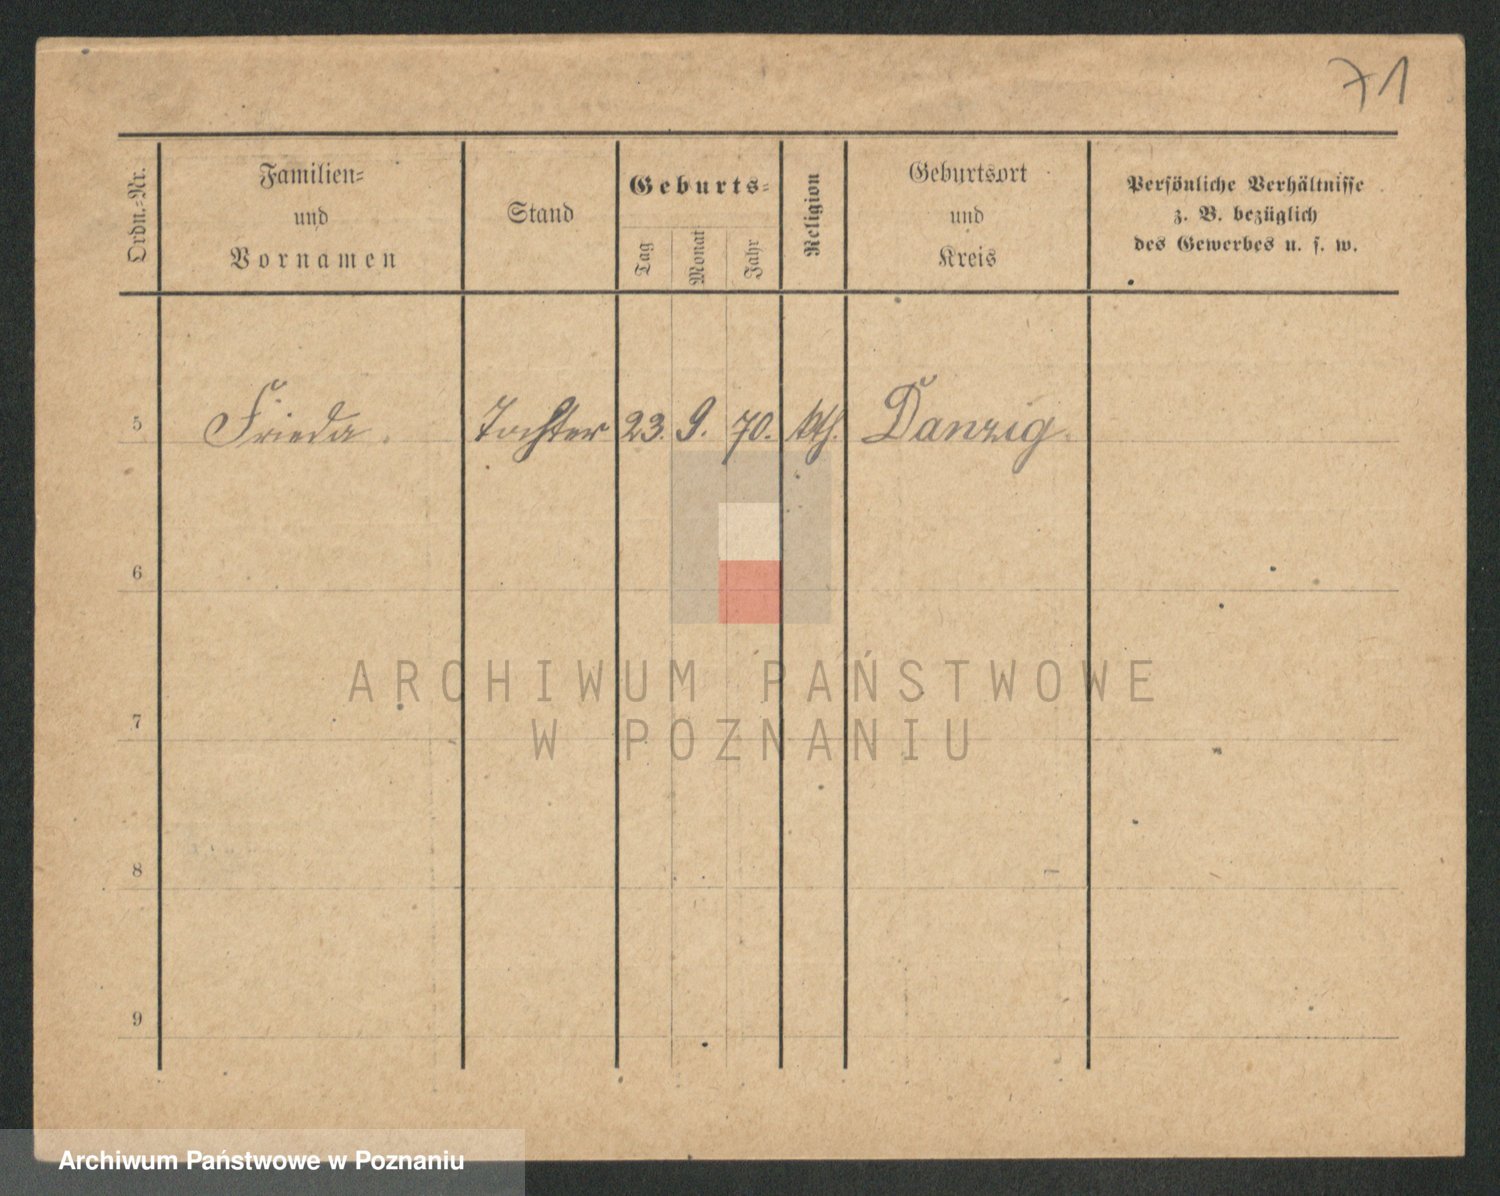 71
Ordn.-Nr.
Familien-
und
Vornamen
Stand
Geburts-
Tag
Monat
Jahr
Religion
Geburtsort
und
Kreis
Persönliche Verhältnisse
z. B. bezüglich
des Gewerbes u. s. w.
5 Frieda. Tochter 23. 9. 70. kth. Danzig.
6
7
8
9
ARCHIWUM PAŃSTWOWE
W POZNANIU
Archiwum Państwowe w Poznaniu